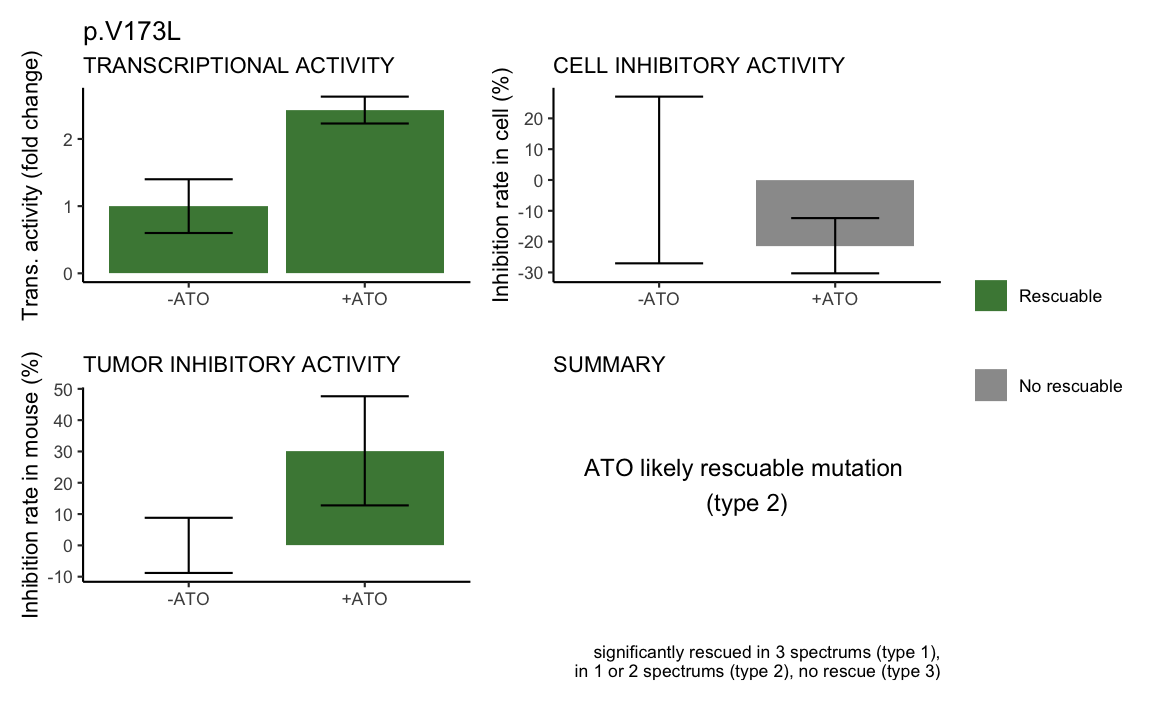 p.V173L
TRANSCRIPTIONAL ACTIVITY
Trans. activity (fold change)
2
1
0
-ATO
+ATO
CELL INHIBITORY ACTIVITY
Inhibition rate in cell (%)
20
10
0
-10
-20
-30
-ATO
+ATO
Rescuable
No rescuable
TUMOR INHIBITORY ACTIVITY
Inhibition rate in mouse (%)
50
40
30
20
10
0
-10
-ATO
+ATO
SUMMARY
ATO likely rescuable mutation
(type 2)
significantly rescued in 3 spectrums (type 1),
in 1 or 2 spectrums (type 2), no rescue (type 3)